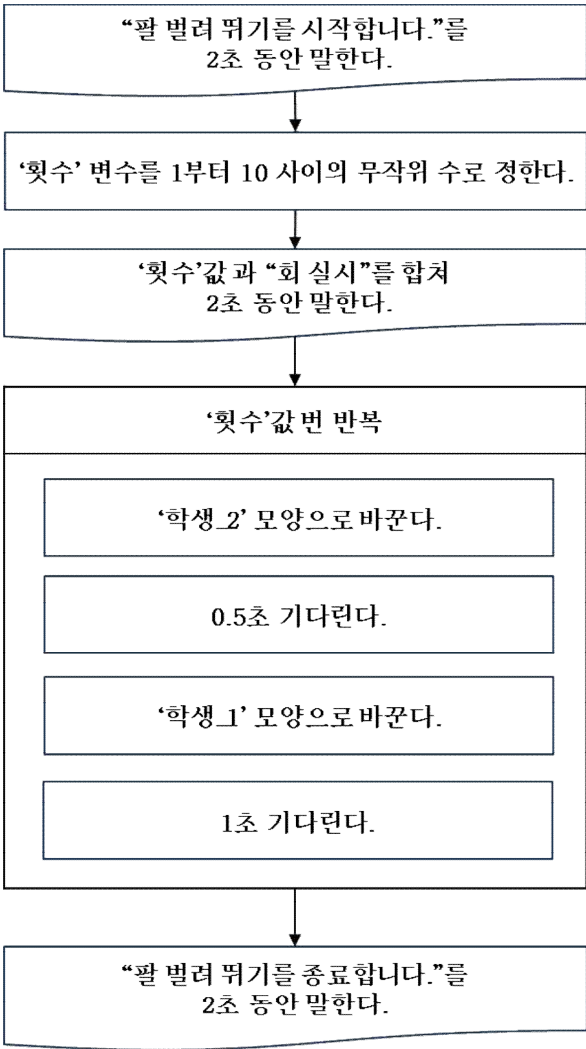 “팔 벌려 뛰기를 시작합니다.”를
2초 동안 말한다.
‘횟수’ 변수를 1부터 10 사이의 무작위 수로 정한다.
‘횟수’값과 “회 실시”를 합쳐
2초 동안 말한다.
‘횟수’값번 반복
‘학생_2’ 모양으로 바꾼다.
0.5초 기다린다.
‘학생_1’ 모양으로 바꾼다.
1초 기다린다.
“팔 벌려 뛰기를 종료합니다.”를
2초 동안 말한다.